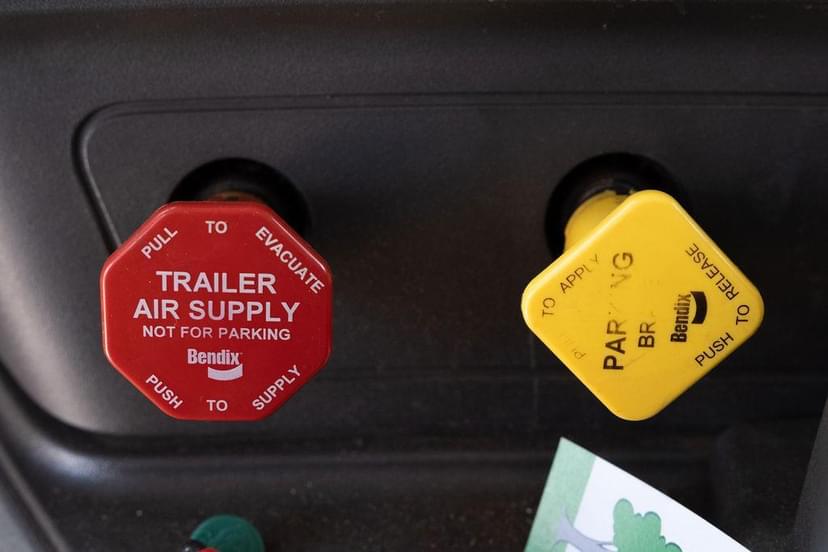 PULL TO EVACUATE
TRAILER
AIR SUPPLY
NOT FOR PARKING
Bendix
PUSH TO SUPPLY
TO APPLY
Bendix
PUSH TO RELEASE